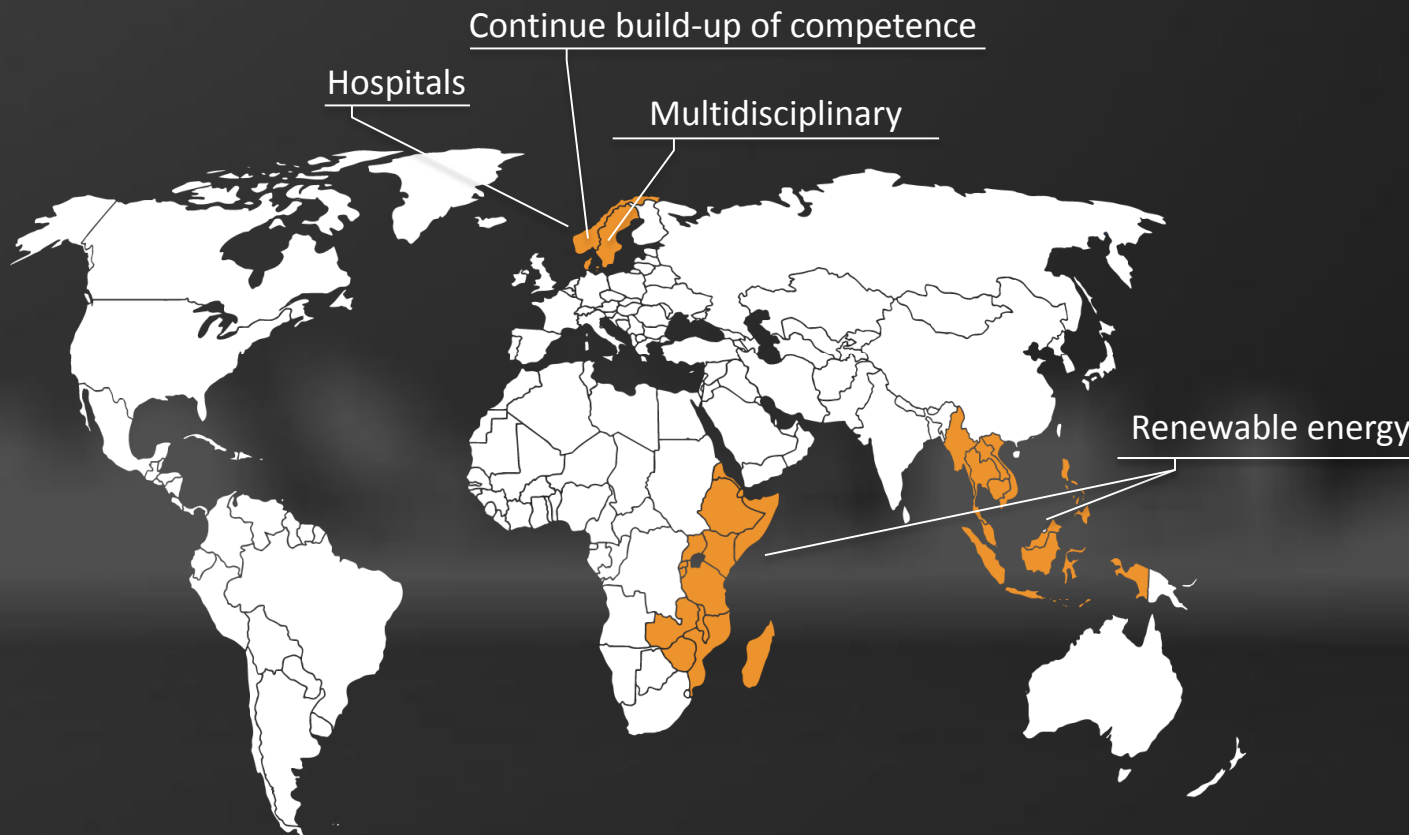 Continue build-up of competence
Hospitals
Multidisciplinary
Renewable energy